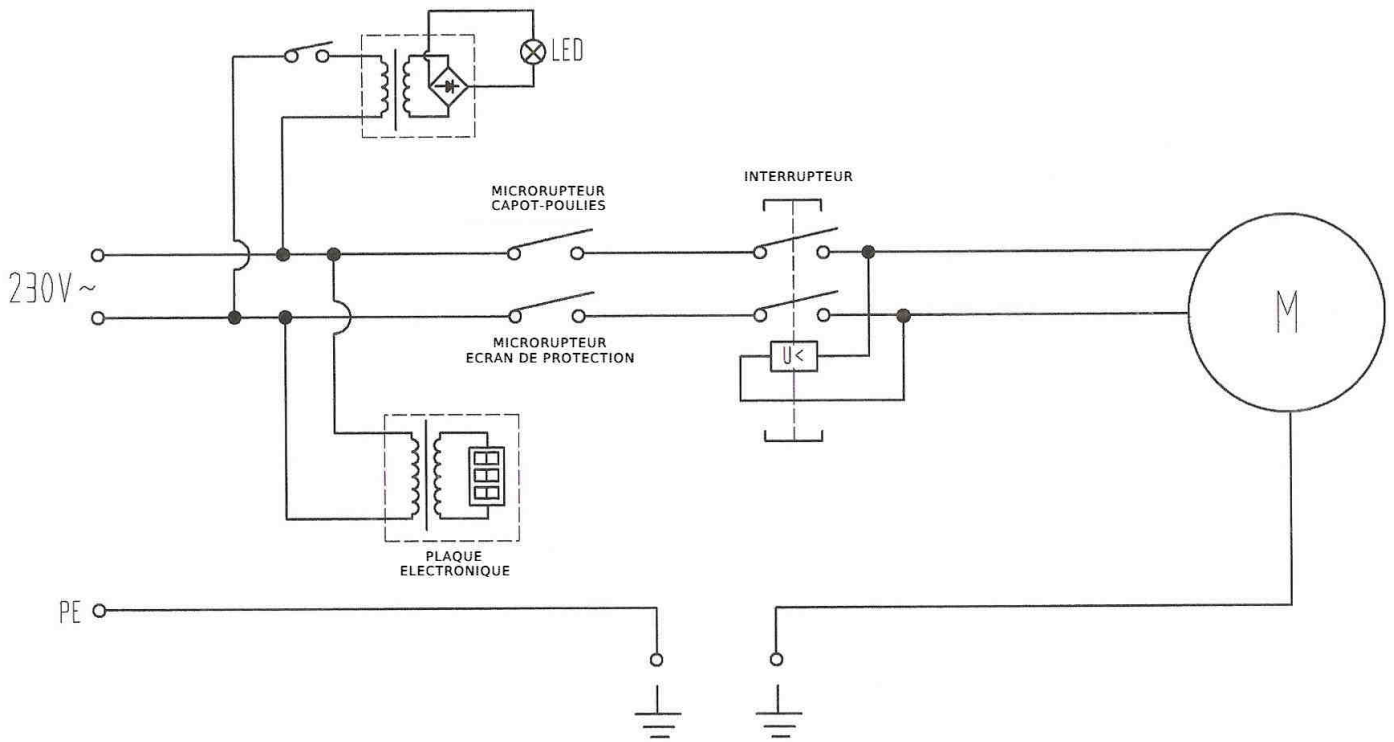 LED
MICRORUPTEUR
CAPOT-POULIES
INTERRUPTEUR
230V ~
M
MICRORUPTEUR
ECRAN DE PROTECTION
U<
PLAQUE
ELECTRONIQUE
PE